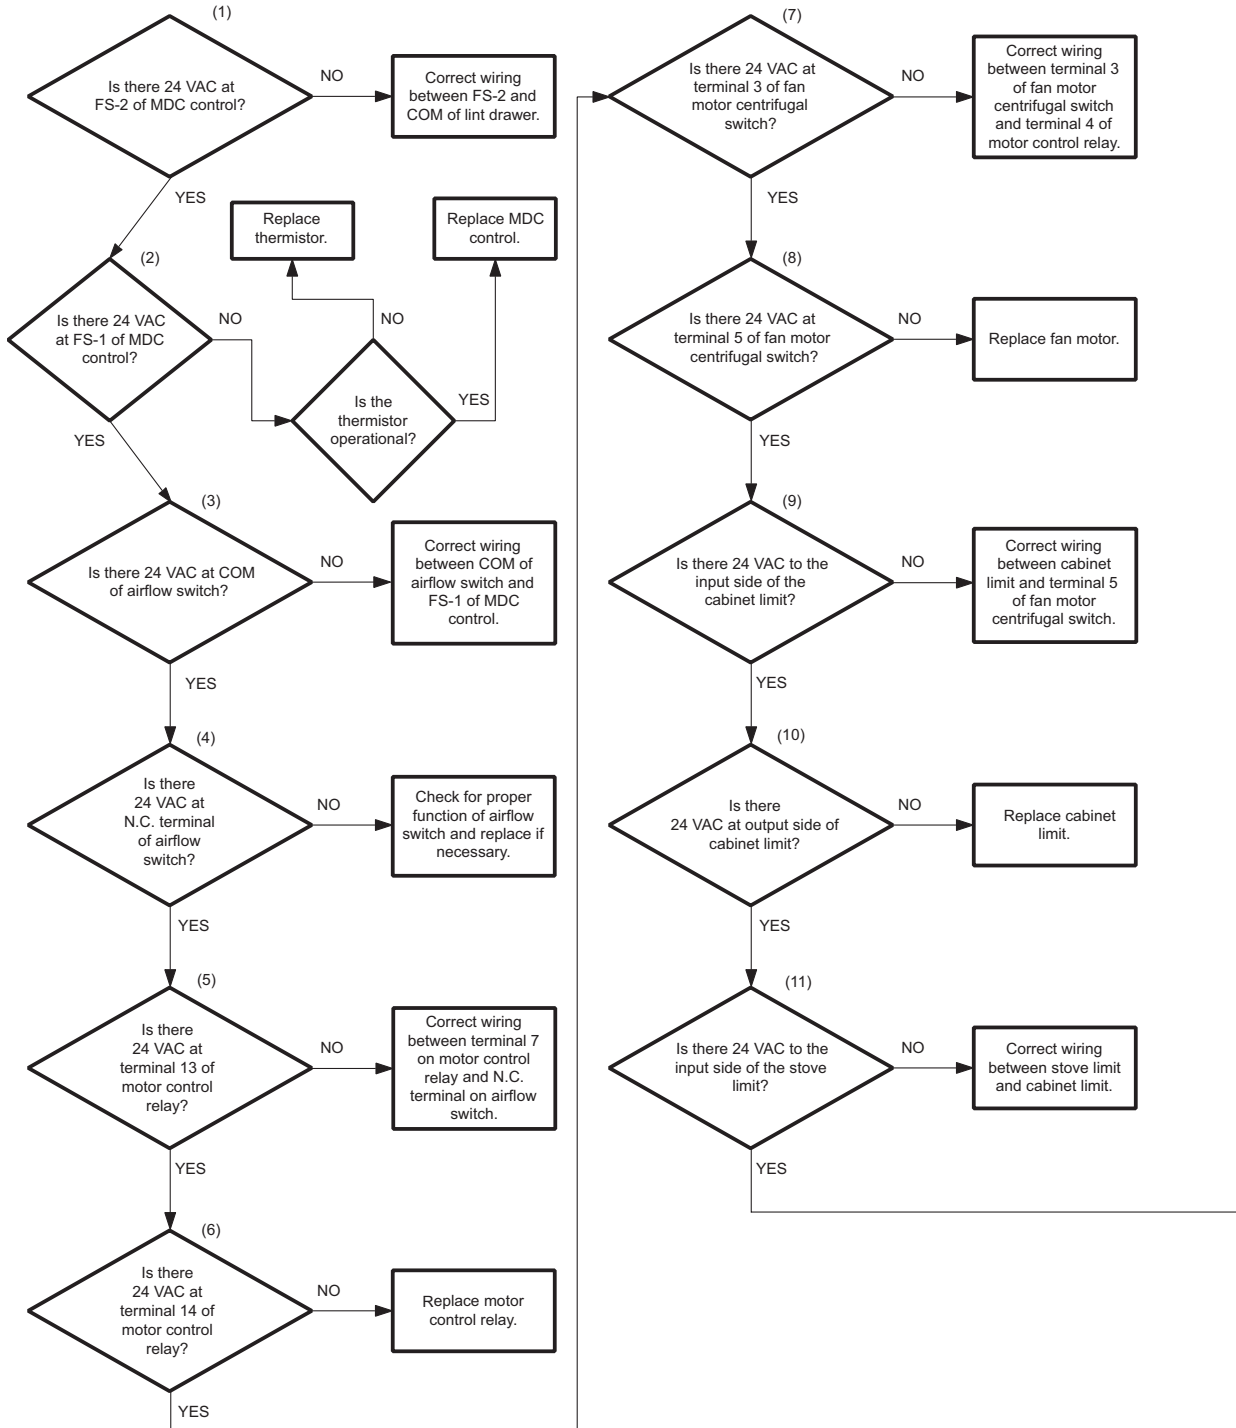 (1)
Is there 24 VAC at
FS-2 of MDC control?
NO
Correct wiring
between FS-2 and
COM of lint drawer.
YES
(2)
Is there 24 VAC
at FS-1 of MDC
control?
NO
Replace
thermistor.
Replace MDC
control.
NO
Is the
thermistor
operational?
YES
YES
(3)
Is there 24 VAC at COM
of airflow switch?
NO
Correct wiring
between COM of
airflow switch and
FS-1 of MDC
control.
YES
(4)
Is there
24 VAC at
N.C. terminal
of airflow
switch?
NO
Check for proper
function of airflow
switch and replace if
necessary.
YES
(5)
Is there
24 VAC at
terminal 13 of
motor control
relay?
NO
Correct wiring
between terminal 7
on motor control
relay and N.C.
terminal on airflow
switch.
YES
(6)
Is there
24 VAC at
terminal 14 of
motor control
relay?
NO
Replace motor
control relay.
YES
(7)
Is there 24 VAC at
terminal 3 of fan
motor centrifugal
switch?
NO
Correct wiring
between terminal 3
of fan motor
centrifugal switch
and terminal 4 of
motor control relay.
YES
(8)
Is there 24 VAC at
terminal 5 of fan motor
centrifugal switch?
NO
Replace fan motor.
YES
(9)
Is there 24 VAC to the
input side of the
cabinet limit?
NO
Correct wiring
between cabinet
limit and terminal 5
of fan motor
centrifugal switch.
YES
(10)
Is there
24 VAC at output side of
cabinet limit?
NO
Replace cabinet
limit.
YES
(11)
Is there 24 VAC to the
input side of the stove
limit?
NO
Correct wiring
between stove limit
and cabinet limit.
YES